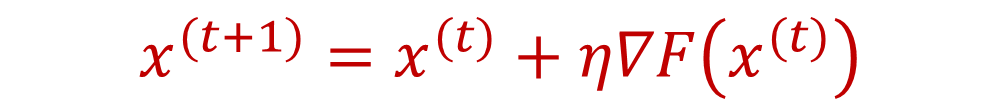 x^{(t+1)} = x^{(t)} + η∇F(x^{(t)})